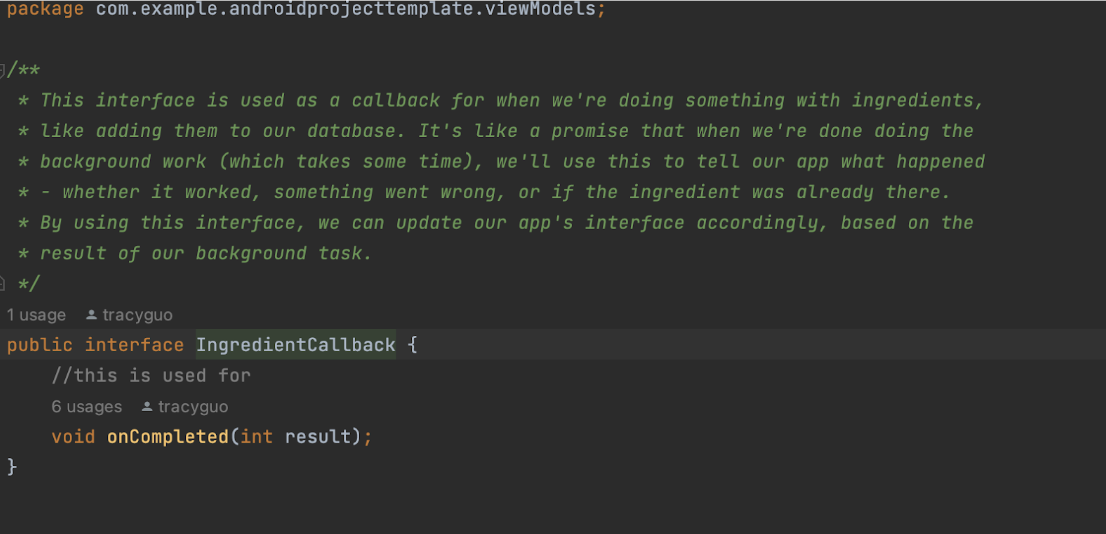 package com.example.androidprojecttemplate.viewModels;
/**
* This interface is used as a callback for when we're doing something with ingredients,
* like adding them to our database. It's like a promise that when we're done doing the
* background work (which takes some time), we'll use this to tell our app what happened
* - whether it worked, something went wrong, or if the ingredient was already there.
* By using this interface, we can update our app's interface accordingly, based on the
* result of our background task.
*/
1 usage tracyguo
public interface IngredientCallback {
//this is used for
6 usages tracyguo
void onCompleted(int result);
}